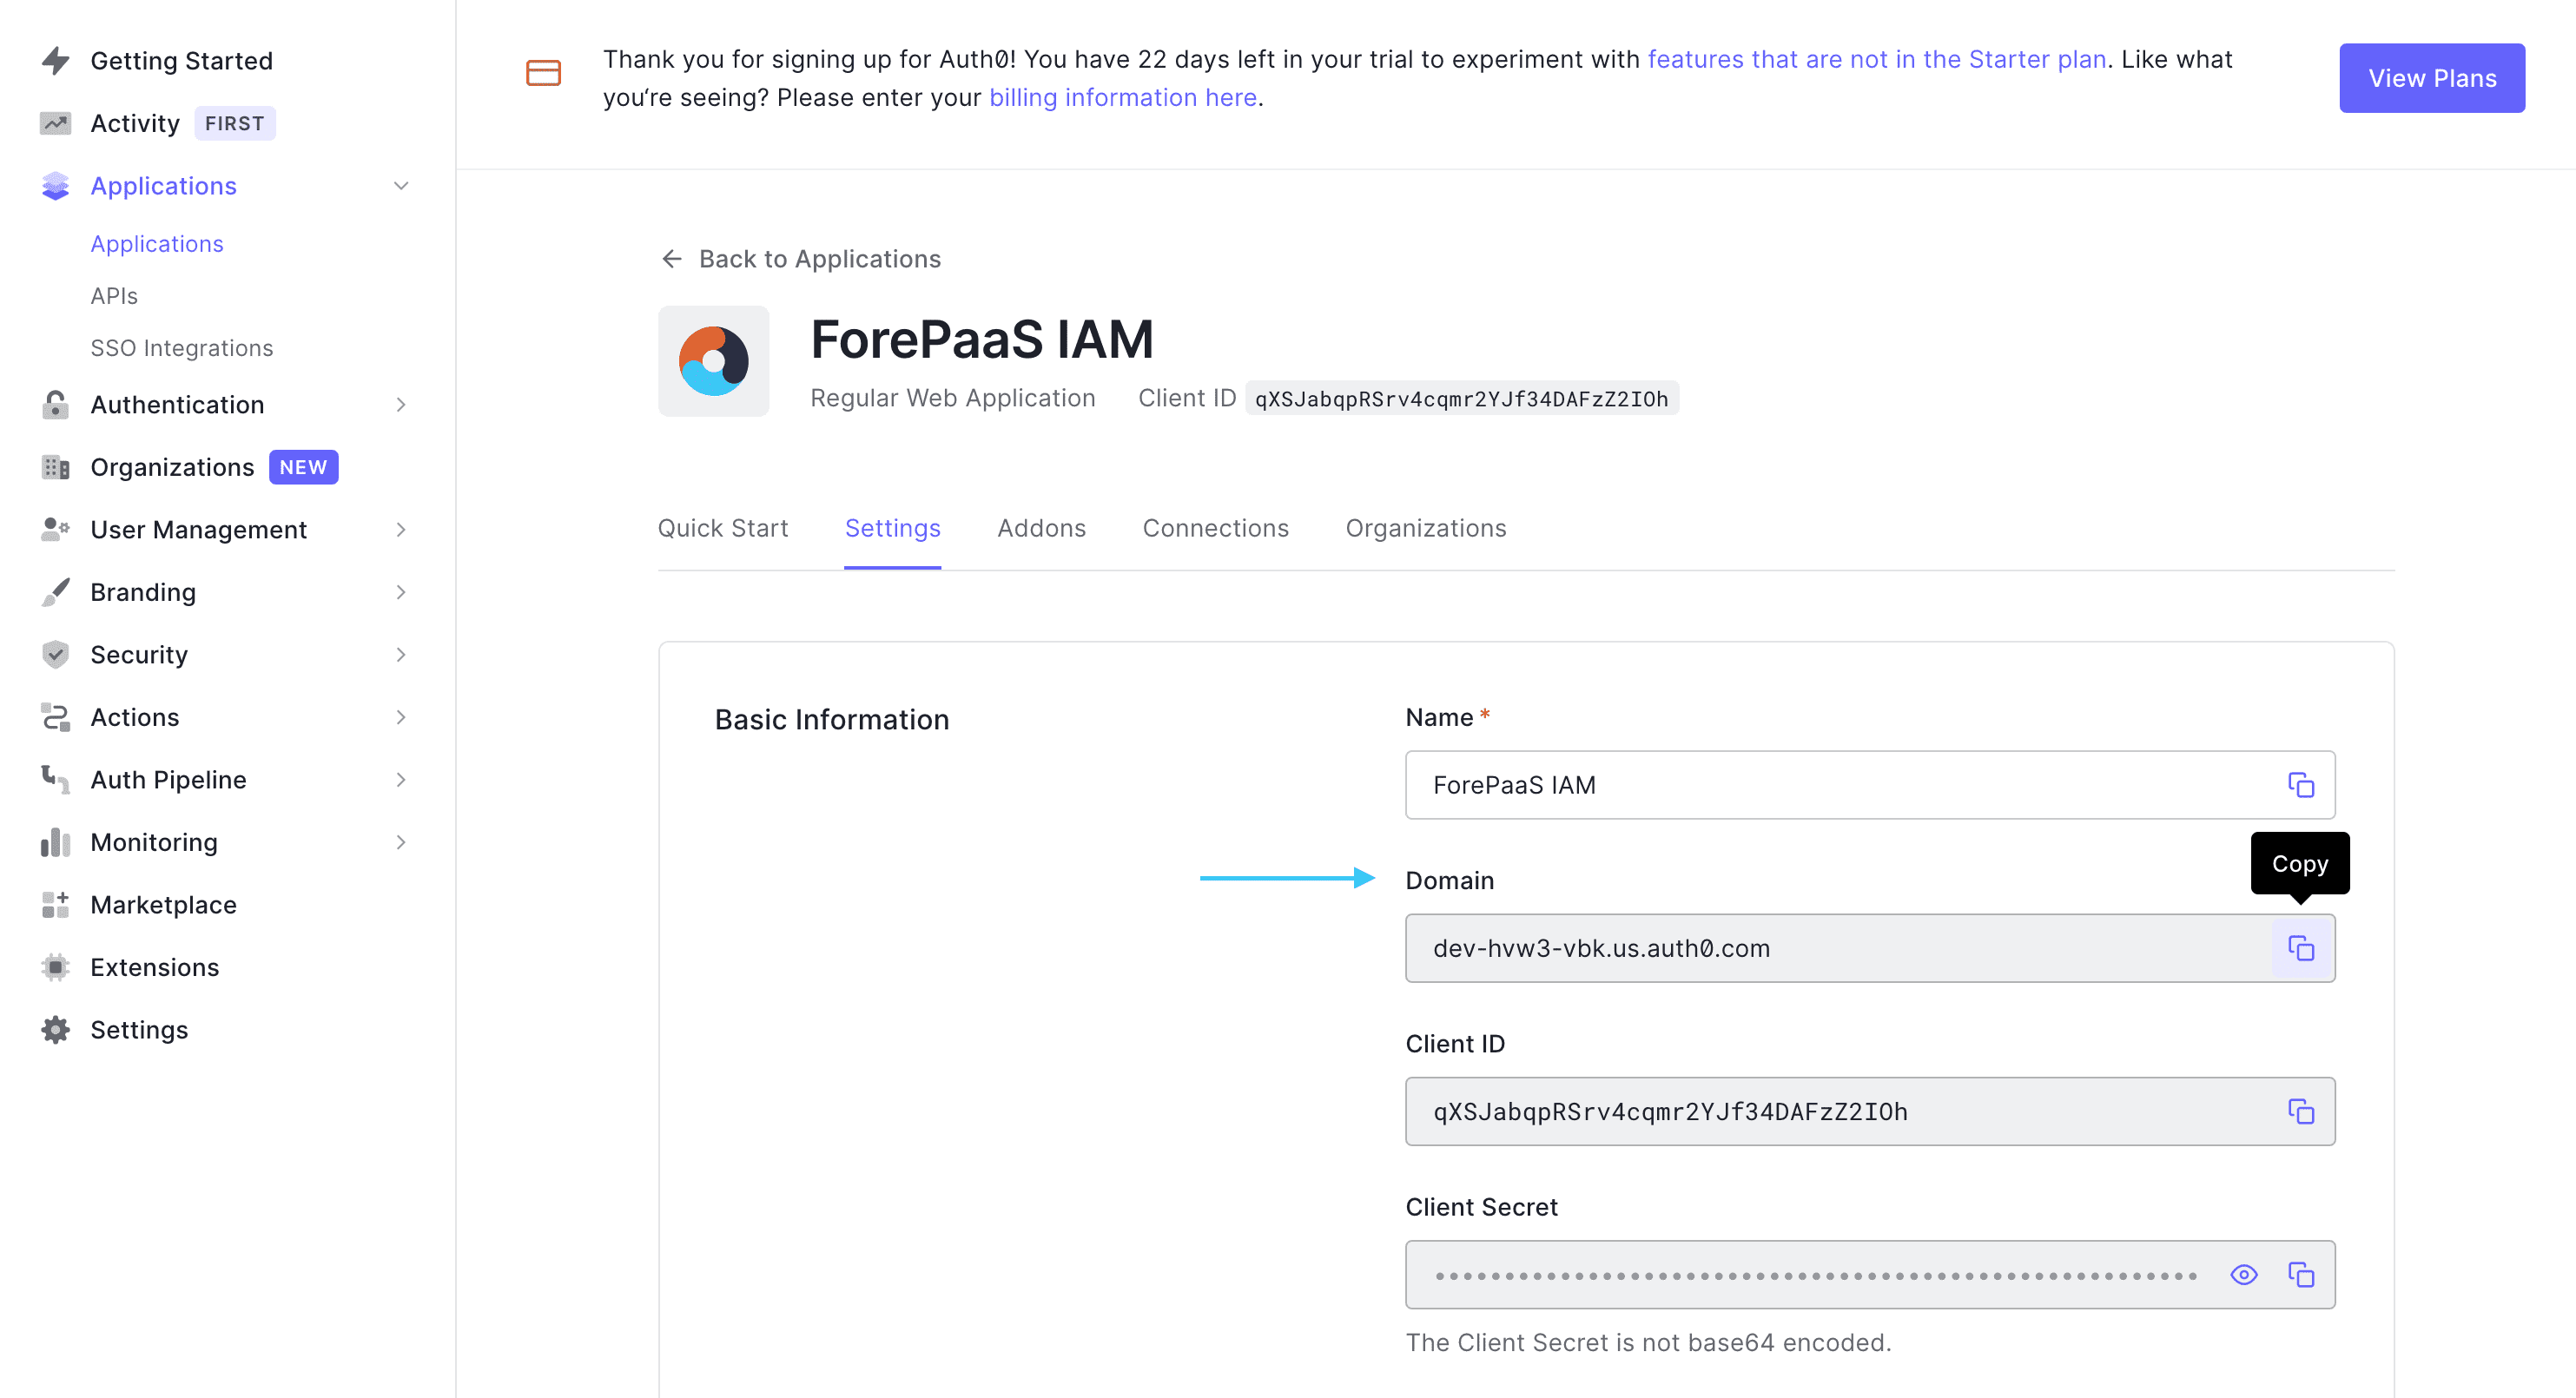 Getting Started
Activity FIRST
Applications
Applications
APIs
SSO Integrations
Authentication
Organizations NEW
User Management
Branding
Security
Actions
Auth Pipeline
Monitoring
Marketplace
Extensions
Settings
Thank you for signing up for Auth0! You have 22 days left in your trial to experiment with features that are not in the Starter plan. Like what
you’re seeing? Please enter your billing information here.
View Plans
Back to Applications
ForePaaS IAM
Regular Web Application Client ID qXSJabqpRSrv4cqmr2YJf34DAFzZ2IOh
Quick Start Settings Addons Connections Organizations
Basic Information
Name *
ForePaaS IAM
Copy
Domain
dev-hvw3-vbk.us.auth0.com
Client ID
qXSJabqpRSrv4cqmr2YJf34DAFzZ2IOh
Client Secret
The Client Secret is not base64 encoded.